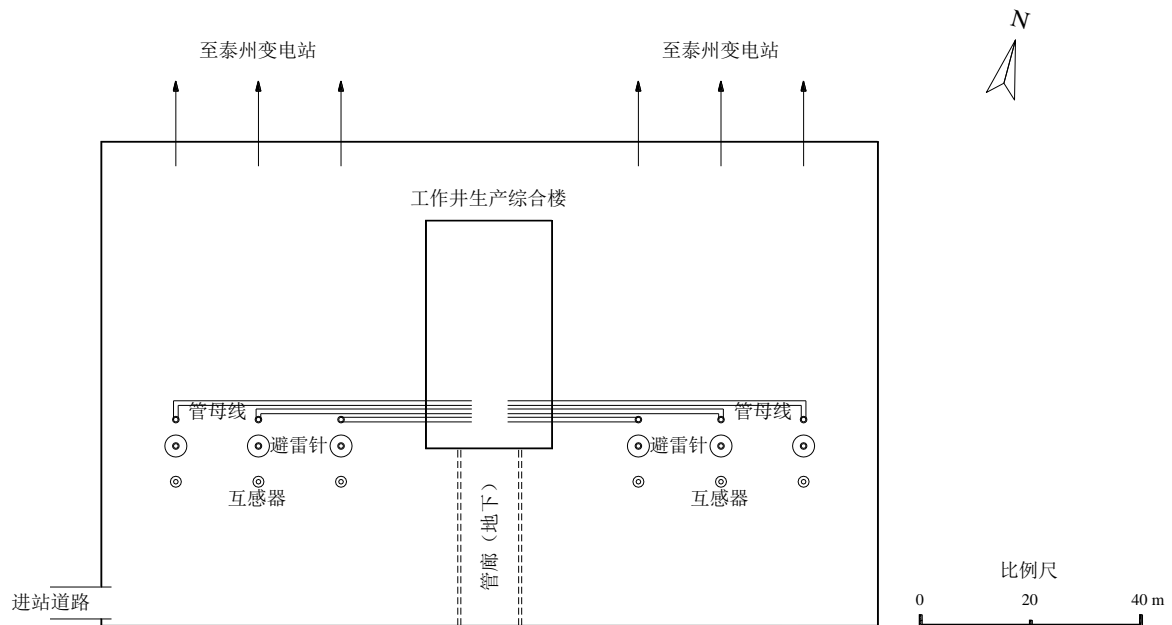 N
至泰州变电站
至泰州变电站
工作井生产综合楼
管母线
管母线
避雷针
避雷针
互感器
互感器
管廊（地下）
比例尺
进站道路
0 20 40 m